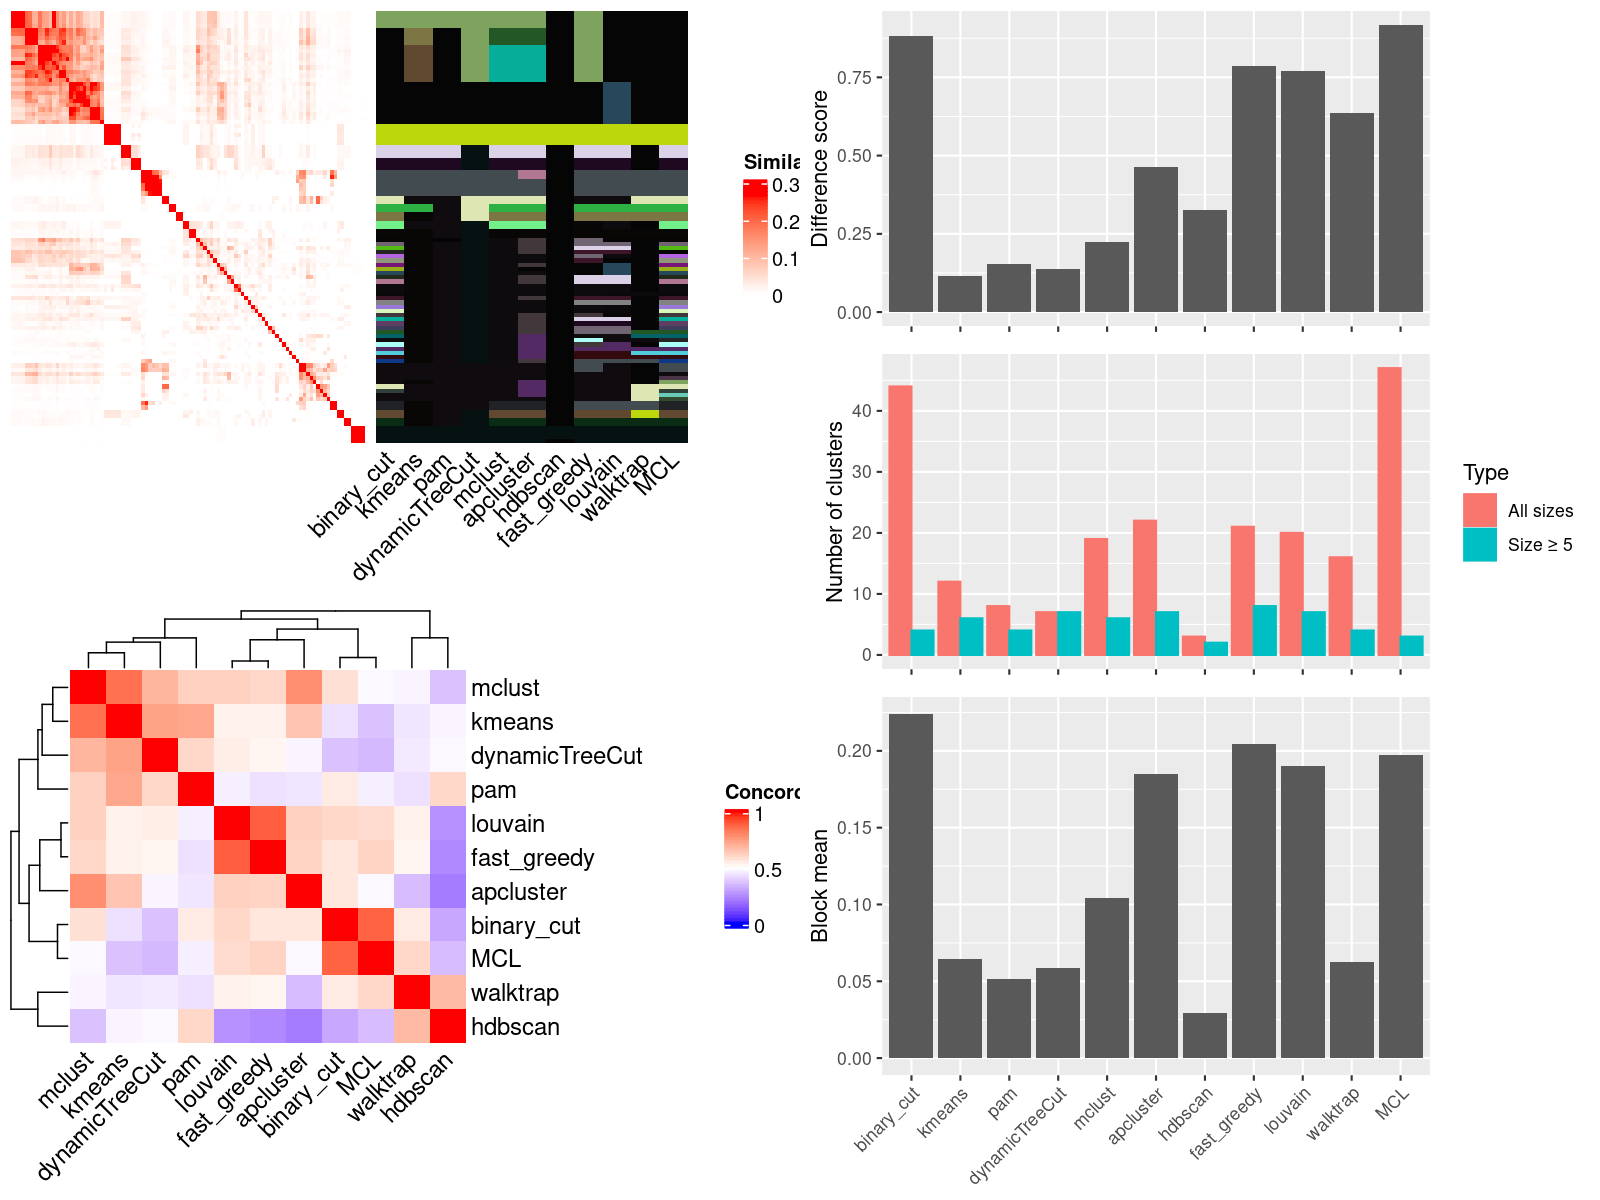 Simila
0.3
0.2
0.1
0
binary_cut
kmeans
pam
dynamicTreeCut
mclust
apcluster
hdbscan
fast_greedy
louvain
walktrap
MCL
mclust
kmeans
dynamicTreeCut
pam
louvain
fast_greedy
apcluster
binary_cut
MCL
walktrap
hdbscan
mclust
kmeans
dynamicTreeCut
pam
louvain
fast_greedy
apcluster
binary_cut
MCL
walktrap
hdbscan
Concord
1
0.5
0
Difference score
0.75
0.50
0.25
0.00
Number of clusters
40
30
20
10
0
Type
All sizes
Size ≥ 5
Block mean
0.20
0.15
0.10
0.05
0.00
binary_cut
kmeans
pam
dynamicTreeCut
mclust
apcluster
hdbscan
fast_greedy
louvain
walktrap
MCL